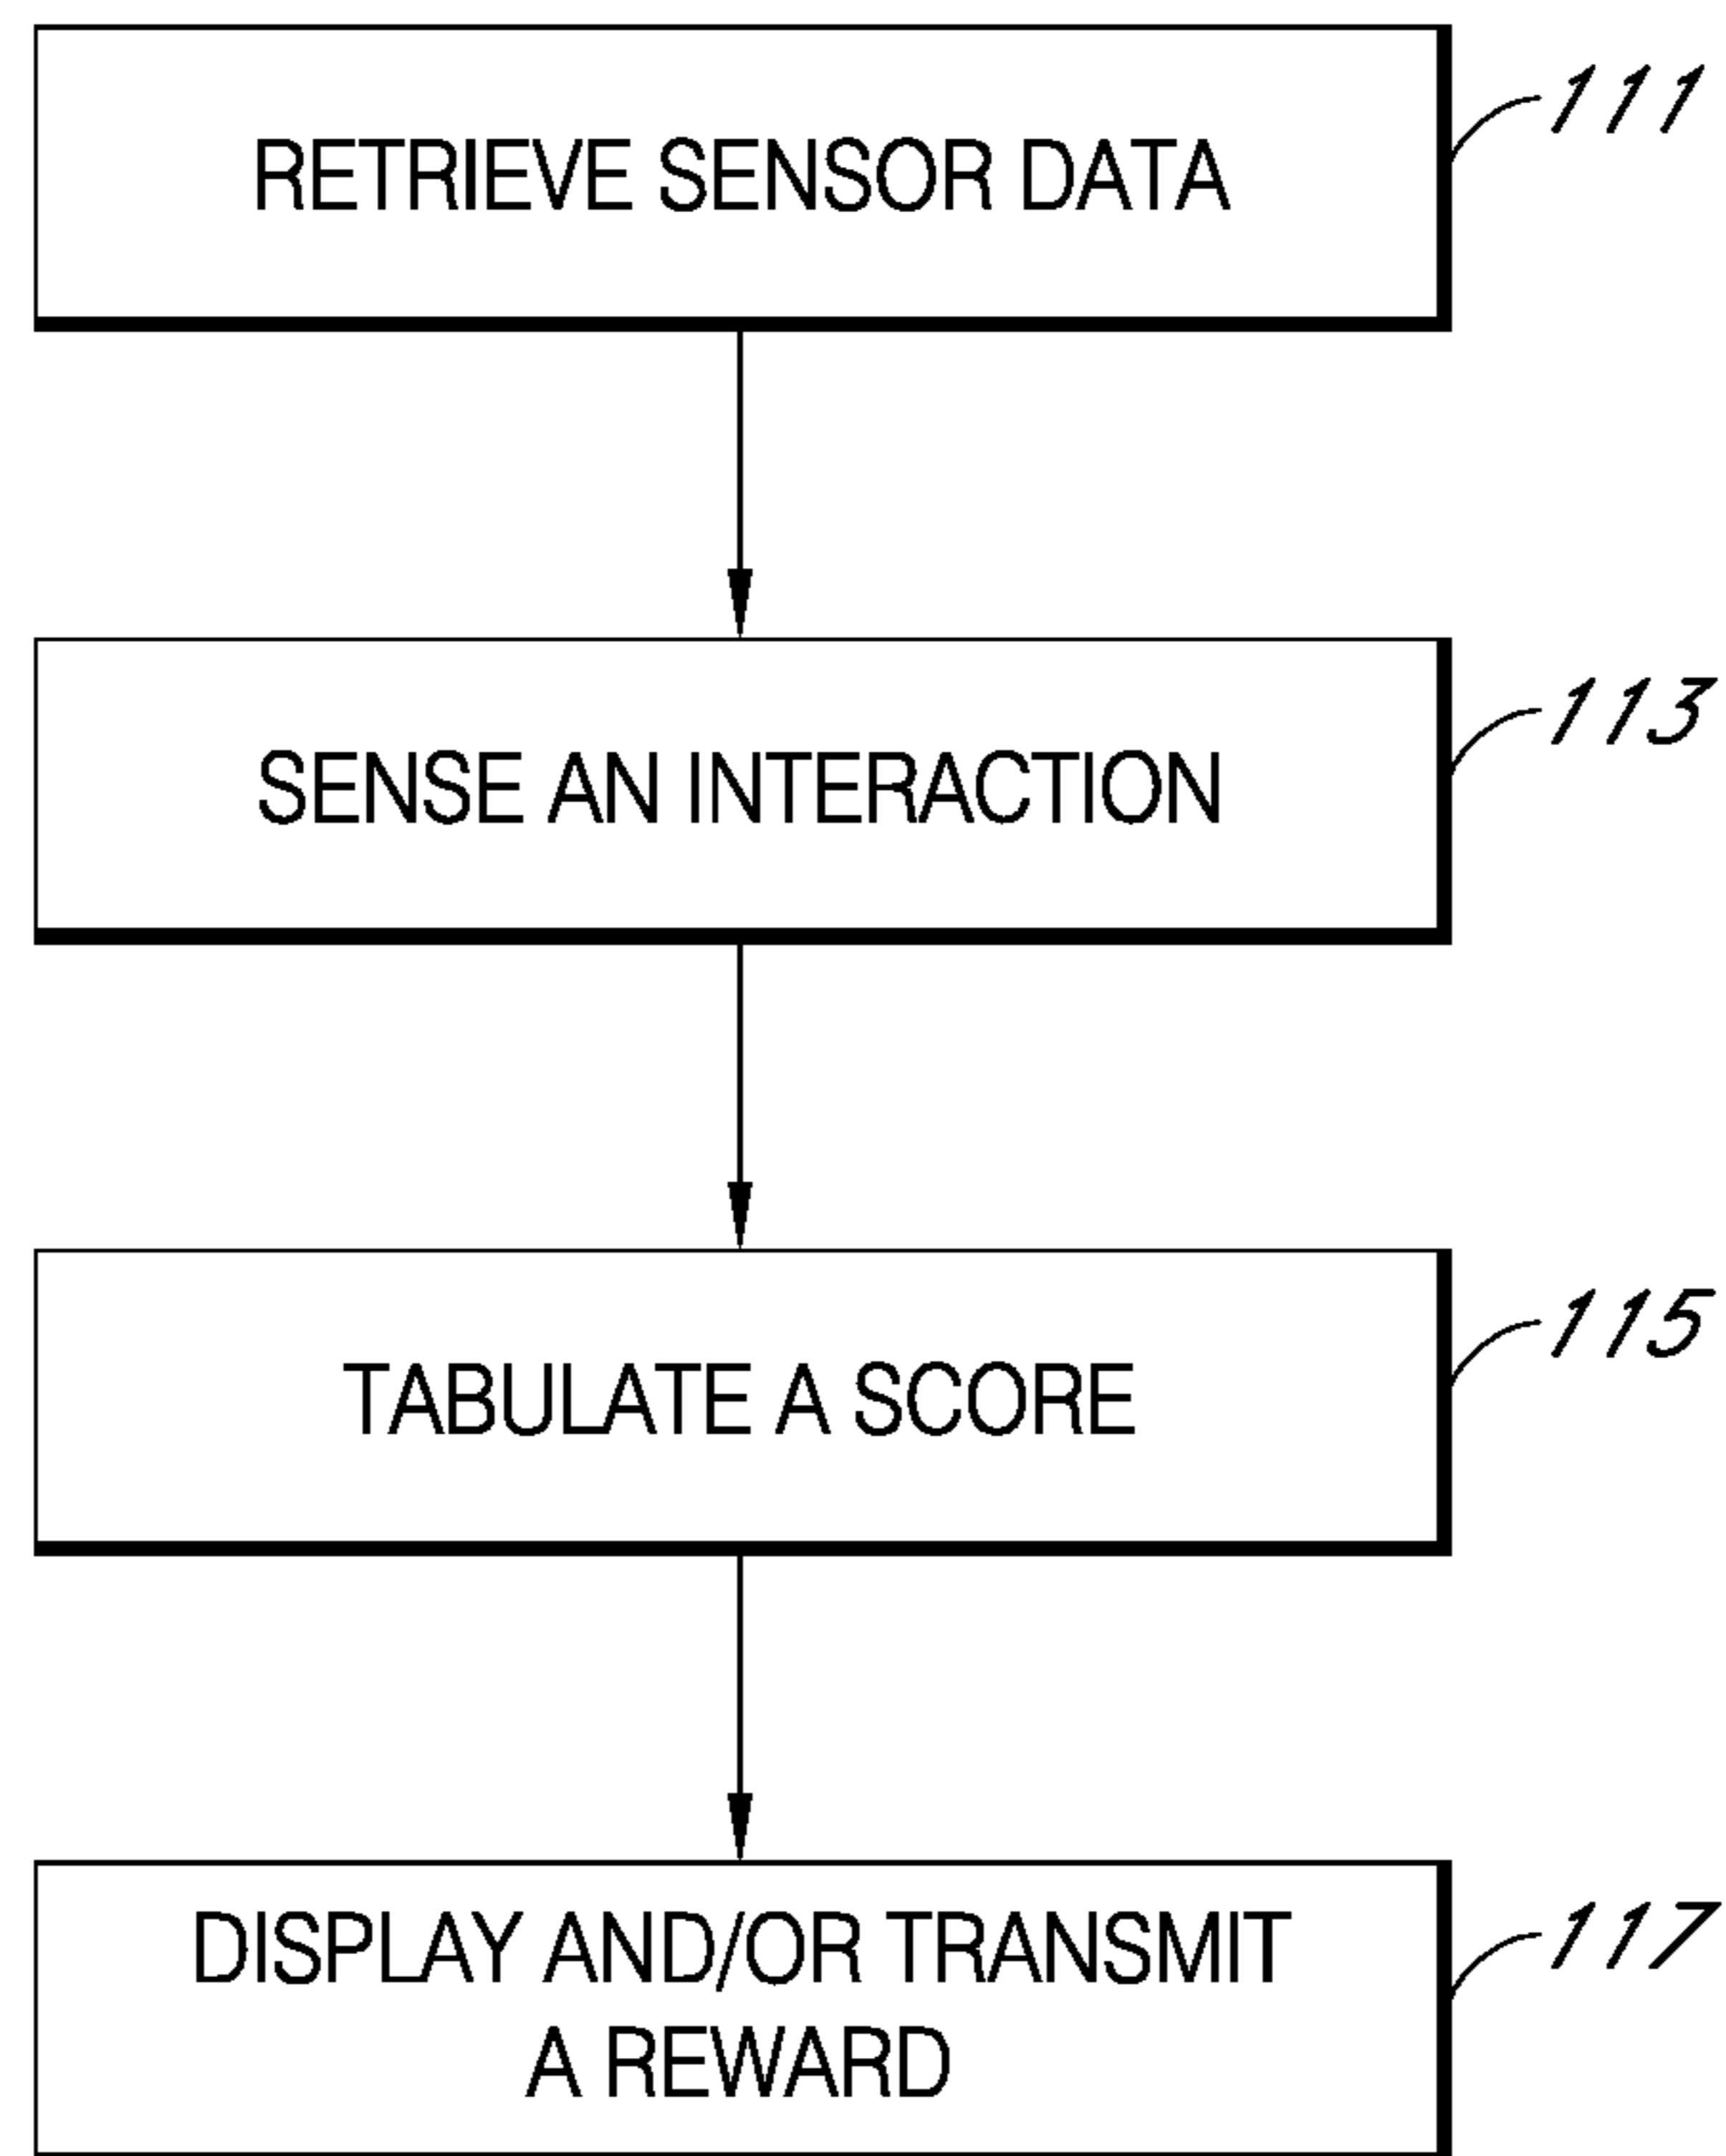 RETRIEVE SENSOR DATA
111
SENSE AN INTERACTION
113
TABULATE A SCORE
115
DISPLAY AND/OR TRANSMIT
A REWARD
117